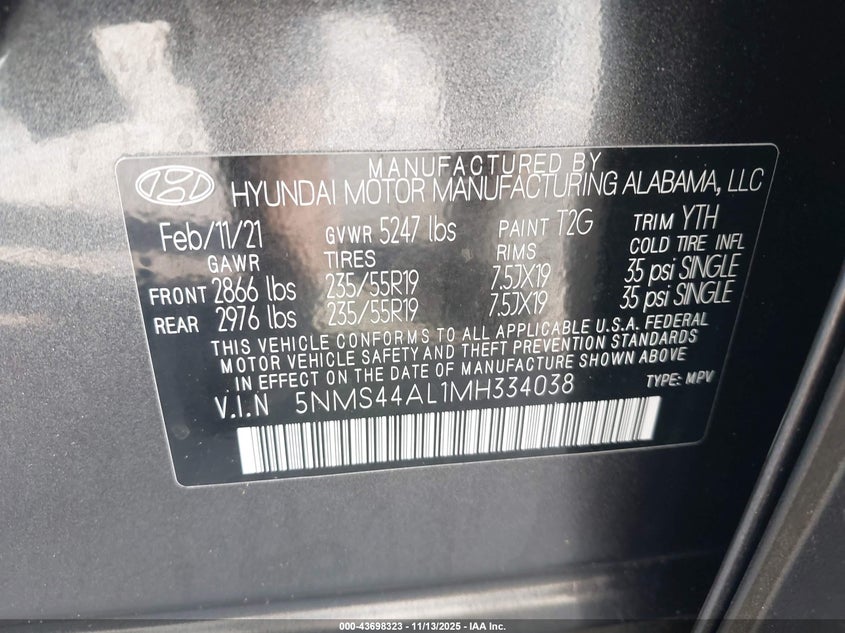 MANUFACTURED BY
HYUNDAI MOTOR MANUFACTURING ALABAMA, LLC
Feb/11/21 GVWR 5247 lbs PAINT T2G TRIM YTH
GAWR TIRES RIMS COLD TIRE INFL
FRONT 2866 lbs 235/55R19 7.5JX19 35 psi SINGLE
REAR 2976 lbs 235/55R19 7.5JX19 35 psi SINGLE
THIS VEHICLE CONFORMS TO ALL APPLICABLE U.S.A. FEDERAL
MOTOR VEHICLE SAFETY AND THEFT PREVENTION STANDARDS
IN EFFECT ON THE DATE OF MANUFACTURE SHOWN ABOVE
V.I.N 5NMS44AL1MH334038 TYPE: MPV
000-43698323 - 11/13/2025 - IAA Inc.